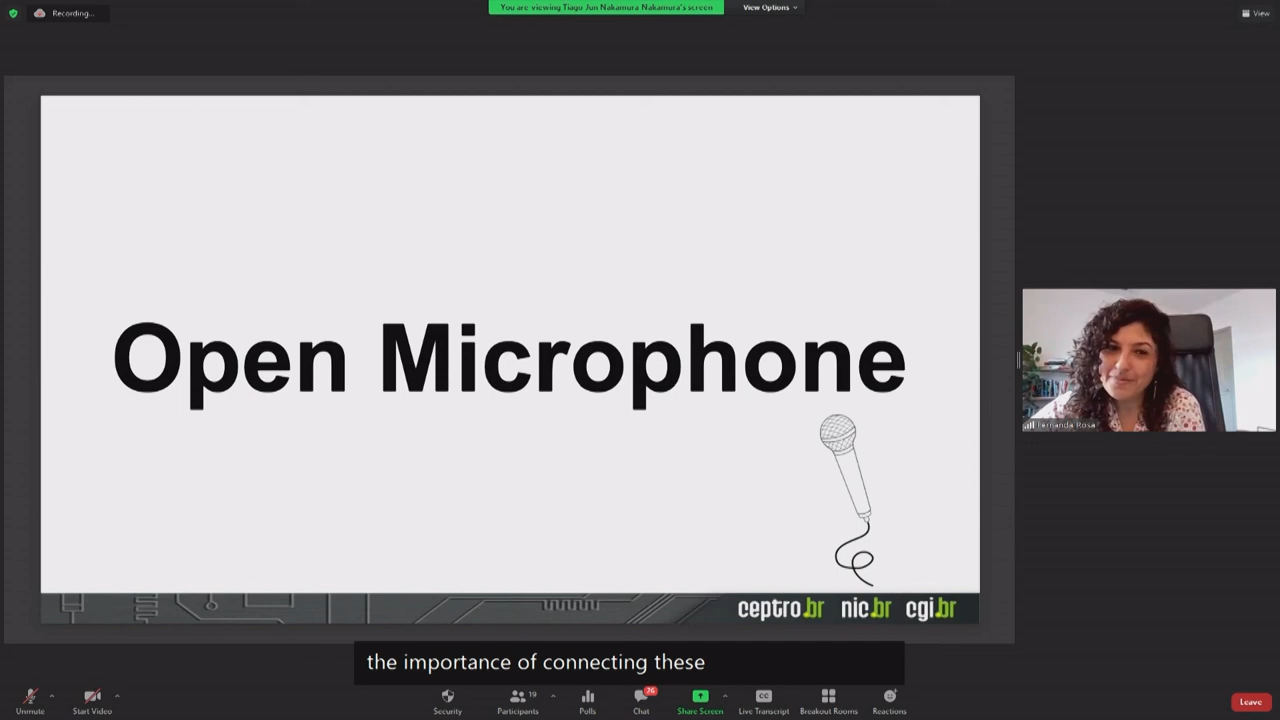 Recording...
You are viewing Tiago Jun Nakamura Nakamura's screen
View Options
View
Open Microphone
ceptro.br nic.br cgi.br
Fernanda Rosa
the importance of connecting these
Unmute
Start Video
Security
19
Participants
Polls
76
Chat
Share Screen
CC
Live Transcript
Breakout Rooms
Reactions
Leave